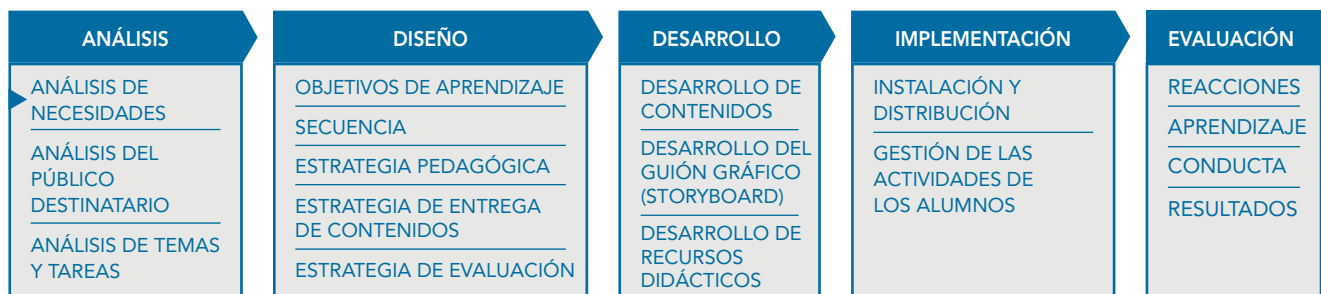 ANÁLISIS
ANÁLISIS DE
NECESIDADES
ANÁLISIS DEL
PÚBLICO
DESTINATARIO
ANÁLISIS DE TEMAS
Y TAREAS
DISEÑO
OBJETIVOS DE APRENDIZAJE
SECUENCIA
ESTRATEGIA PEDAGÓGICA
ESTRATEGIA DE ENTREGA
DE CONTENIDOS
ESTRATEGIA DE EVALUACIÓN
DESARROLLO
DESARROLLO DE
CONTENIDOS
DESARROLLO DEL
GUIÓN GRÁFICO
(STORYBOARD)
DESARROLLO DE
RECURSOS
DIDÁCTICOS
IMPLEMENTACIÓN
INSTALACIÓN Y
DISTRIBUCIÓN
GESTIÓN DE LAS
ACTIVIDADES DE
LOS ALUMNOS
EVALUACIÓN
REACCIONES
APRENDIZAJE
CONDUCTA
RESULTADOS